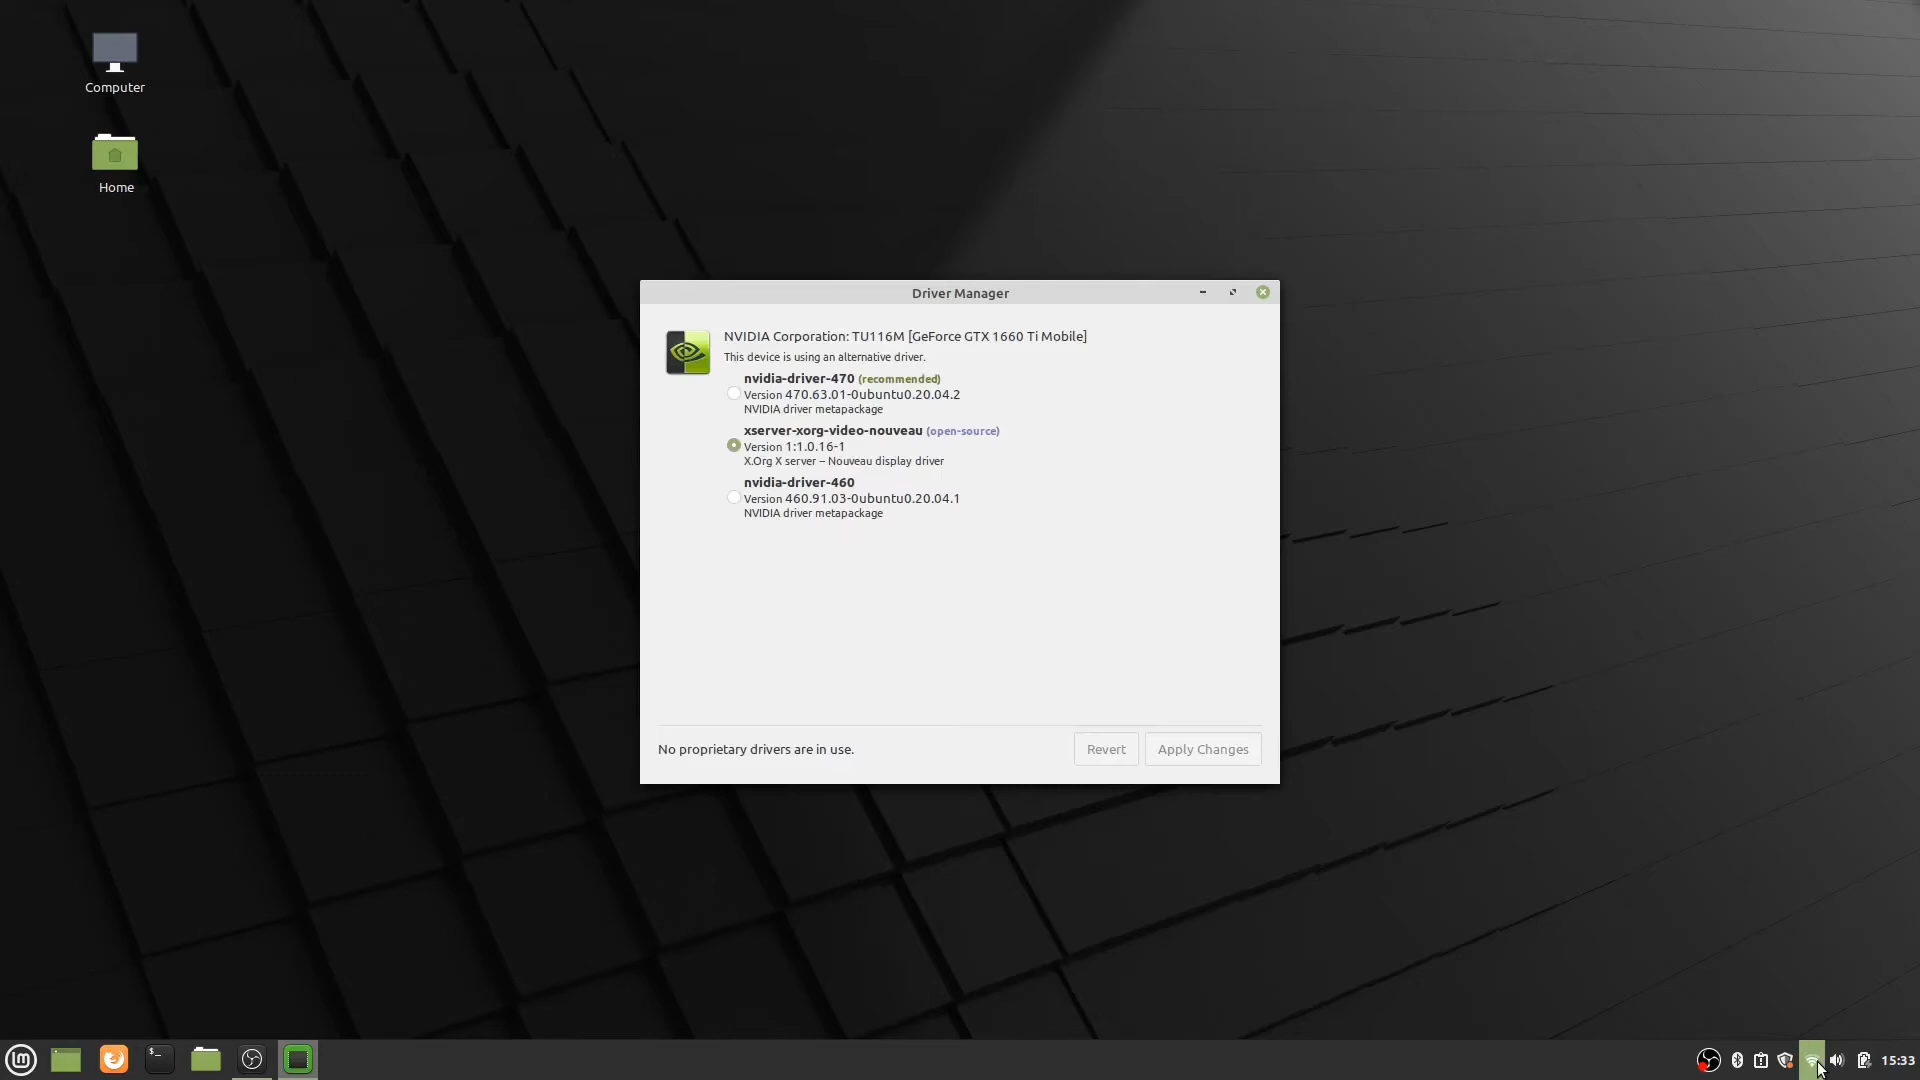 Computer
Home
Driver Manager
NVIDIA Corporation: TU116M [GeForce GTX 1660 Ti Mobile]
This device is using an alternative driver.
nvidia-driver-470 (recommended)
Version 470.63.01-0ubuntu0.20.04.2
NVIDIA driver metapackage
xserver-xorg-video-nouveau (open-source)
Version 1:1.0.16-1
X.Org X server – Nouveau display driver
nvidia-driver-460
Version 460.91.03-0ubuntu0.20.04.1
NVIDIA driver metapackage
No proprietary drivers are in use.
Revert
Apply Changes
15:33